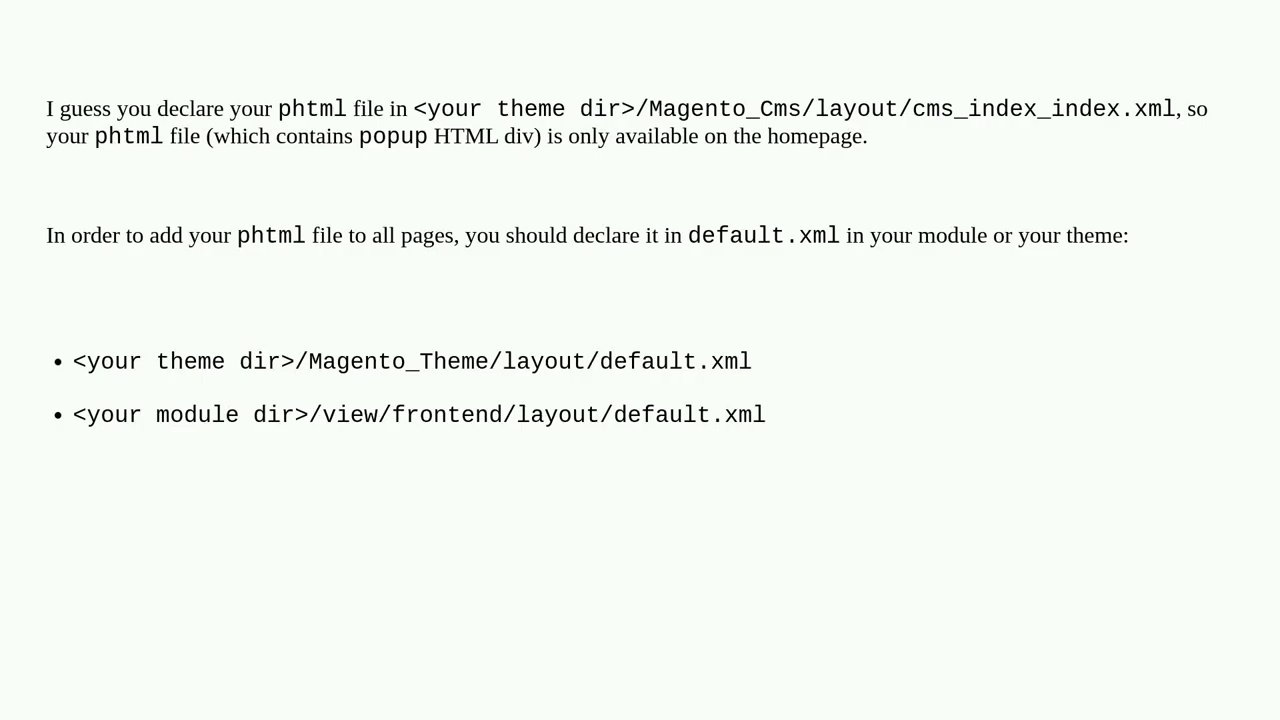 I guess you declare your phtml file in <your theme dir>/Magento_Cms/layout/cms_index_index.xml, so
your phtml file (which contains popup HTML div) is only available on the homepage.
In order to add your phtml file to all pages, you should declare it in default.xml in your module or your theme:
• <your theme dir>/Magento_Theme/layout/default.xml
• <your module dir>/view/frontend/layout/default.xml